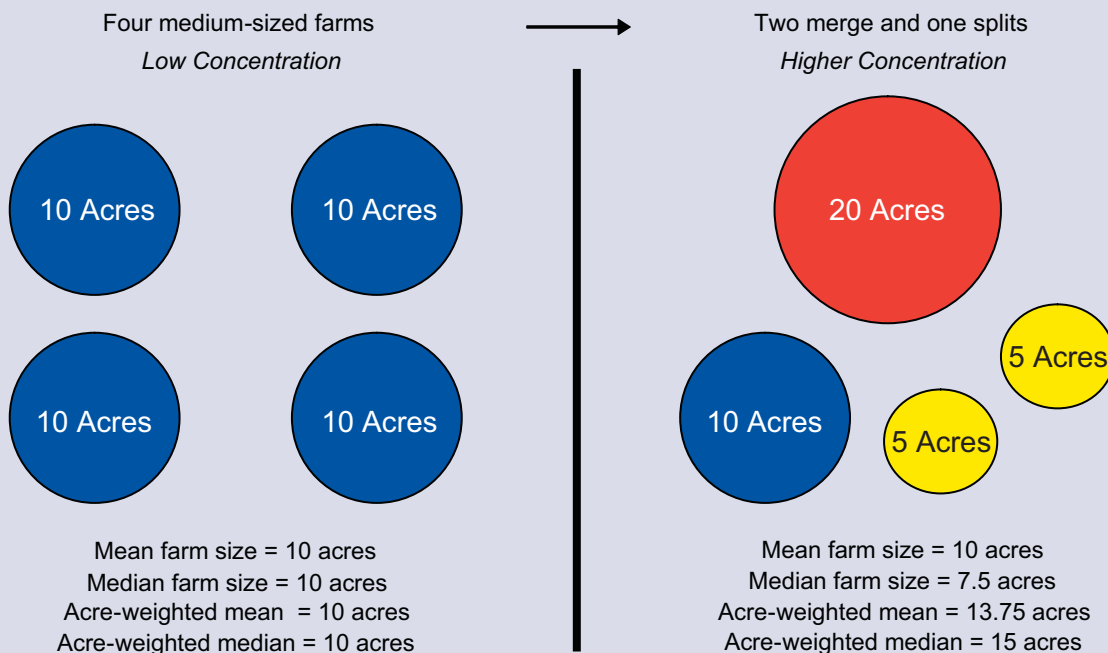 Four medium-sized farms
Low Concentration
10 Acres
10 Acres
10 Acres
10 Acres
Mean farm size = 10 acres
Median farm size = 10 acres
Acre-weighted mean = 10 acres
Acre-weighted median = 10 acres
Two merge and one splits
Higher Concentration
20 Acres
5 Acres
10 Acres
5 Acres
Mean farm size = 10 acres
Median farm size = 7.5 acres
Acre-weighted mean = 13.75 acres
Acre-weighted median = 15 acres